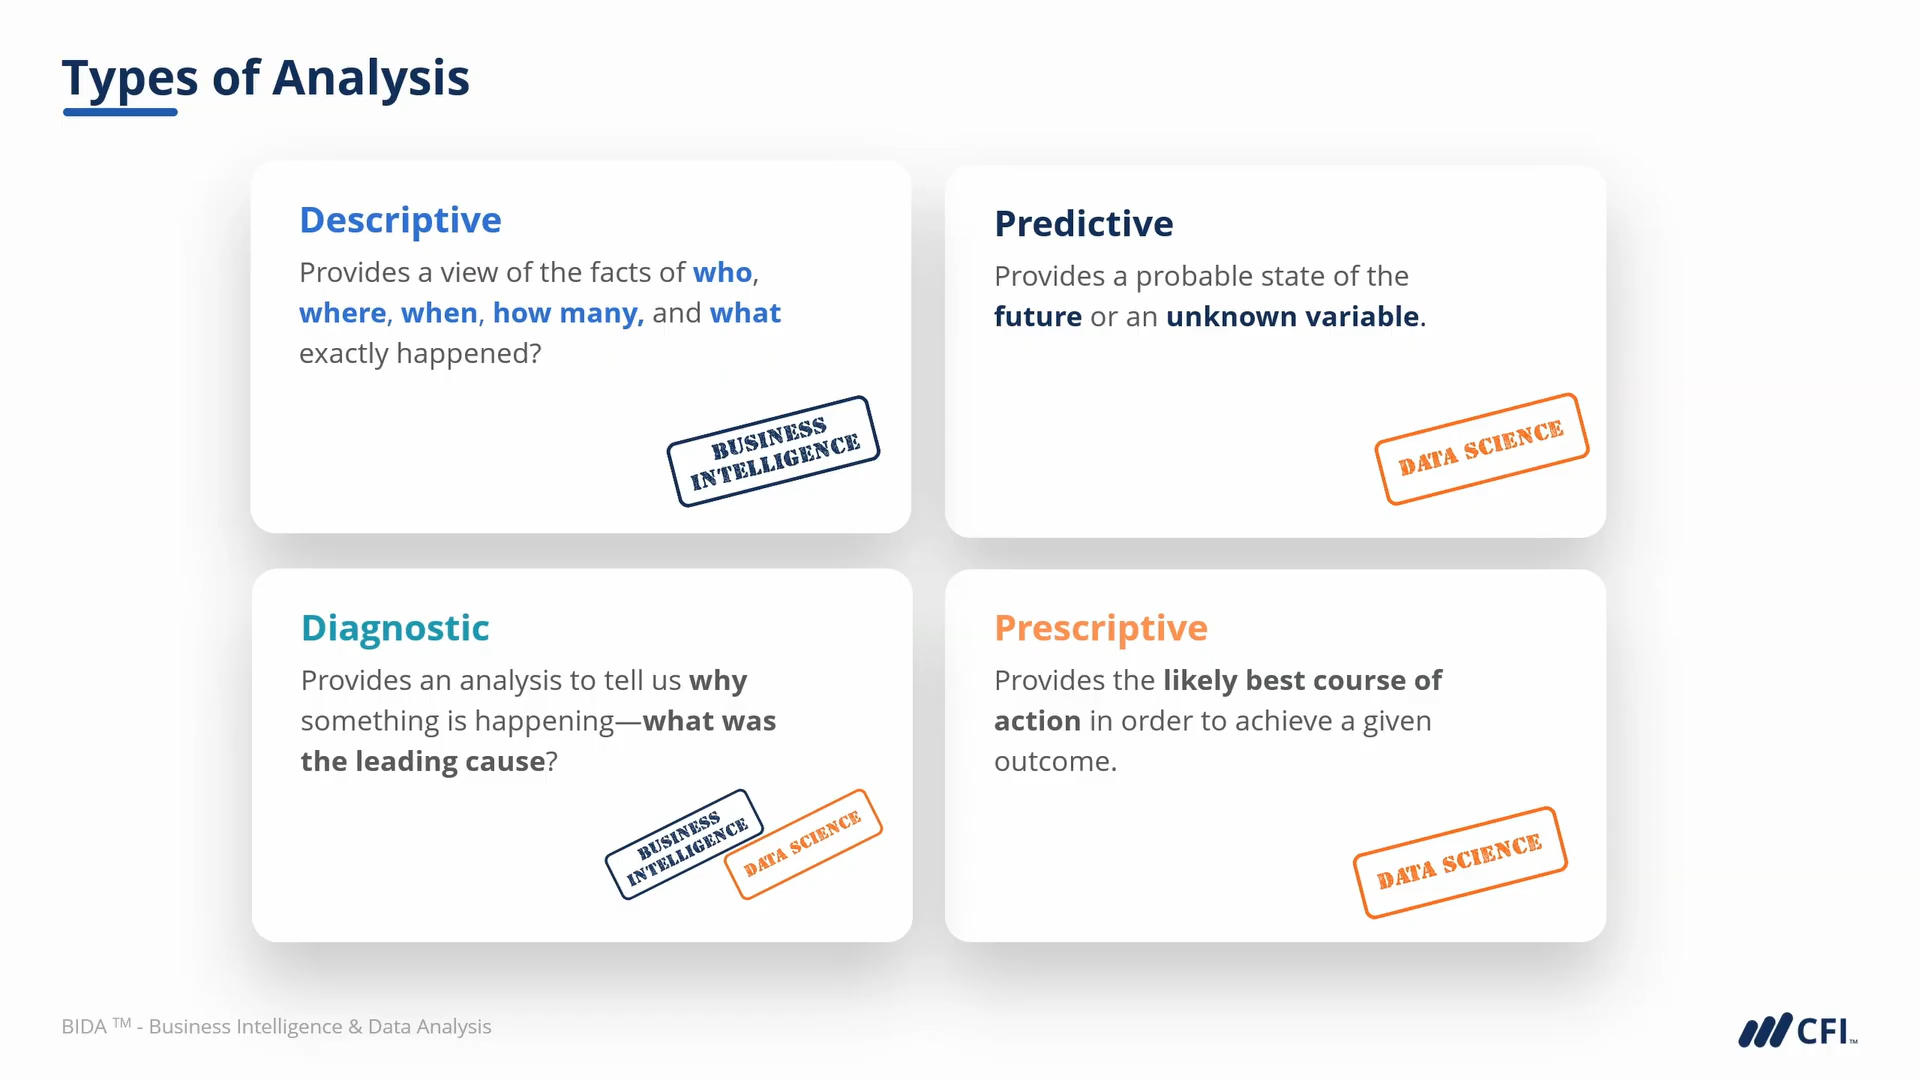 Types of Analysis
Descriptive
Provides a view of the facts of who,
where, when, how many, and what
exactly happened?
BUSINESS
INTELLIGENCE
Predictive
Provides a probable state of the
future or an unknown variable.
DATA SCIENCE
Diagnostic
Provides an analysis to tell us why
something is happening—what was
the leading cause?
BUSINESS
INTELLIGENCE
DATA SCIENCE
Prescriptive
Provides the likely best course of
action in order to achieve a given
outcome.
DATA SCIENCE
BIDA ™ - Business Intelligence & Data Analysis
CFI™